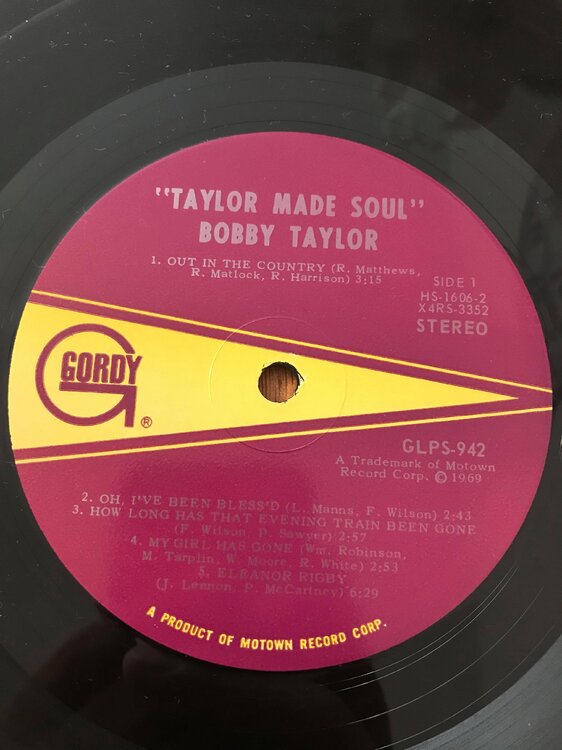 "TAYLOR MADE SOUL"
BOBBY TAYLOR
1. OUT IN THE COUNTRY (R. Matthews,
R. Matlock, R. Harrison) 3:15
SIDE 1
HS-1606-2
X4RS-3352
STEREO
GORDY
G
®
GLPS-942
A Trademark of Motown
Record Corp. © 1969
2. OH, I'VE BEEN BLESS'D (L. Manns, F. Wilson) 2:43
3. HOW LONG HAS THAT EVENING TRAIN BEEN GONE
(F. Wilson, P. Sawyer) 2:57
4. MY GIRL HAS GONE (Wm. Robinson,
M. Tarplin, W. Moore, R. White) 2:53
5. ELEANOR RIGBY
(J. Lennon, P. McCartney) 6:29
A PRODUCT OF MOTOWN RECORD CORP.